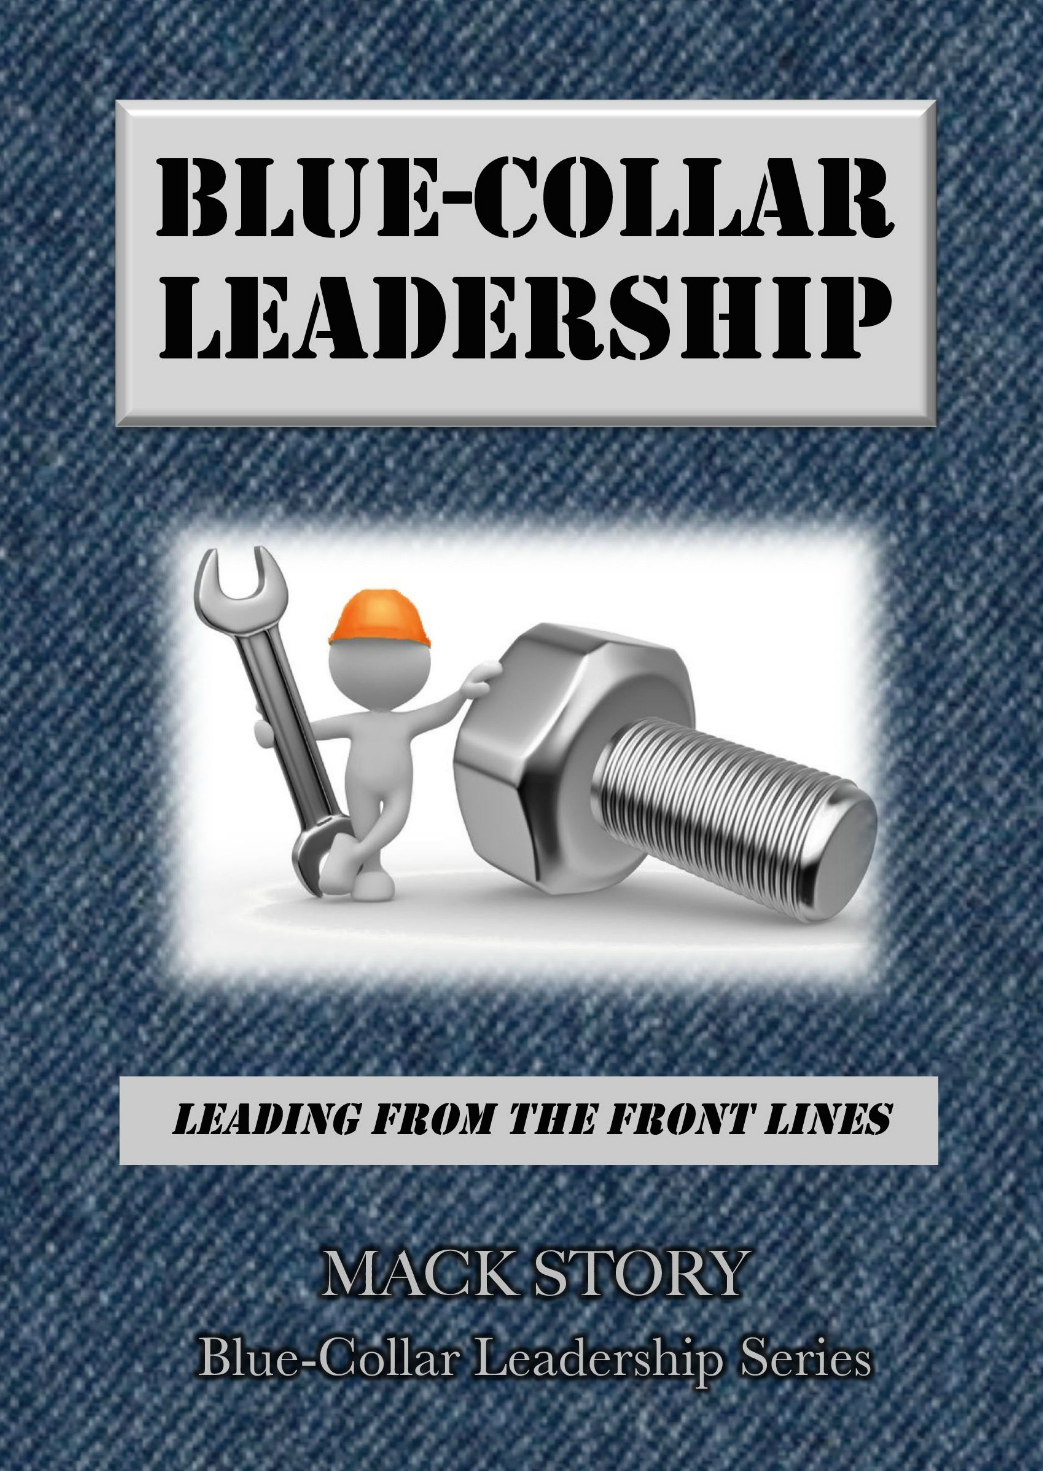 BLUE-COLLAR
LEADERSHIP
LEADING FROM THE FRONT LINES
MACK STORY
Blue-Collar Leadership Series